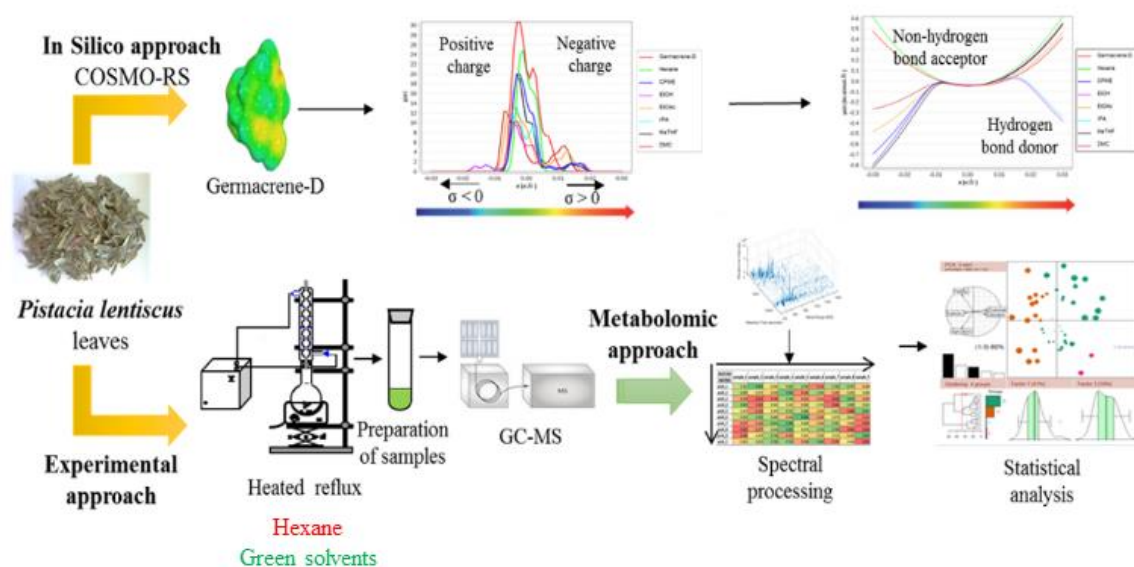 In Silico approach
COSMO-RS
Germacrene-D
Positive
charge
Negative
charge
Germacrene-D
Hexane
CPME
EtOH
EtOAc
IPA
MeTHF
DMC
σ < 0
σ > 0
Non-hydrogen
bond acceptor
Hydrogen
bond donor
Germacrene-D
Hexane
CPME
EtOH
EtOAc
IPA
MeTHF
DMC
Pistacia lentiscus
leaves
Experimental
approach
Heated reflux
Hexane
Green solvents
Preparation
of samples
MS
GC-MS
Metabolomic
approach
Spectral
processing
Statistical
analysis